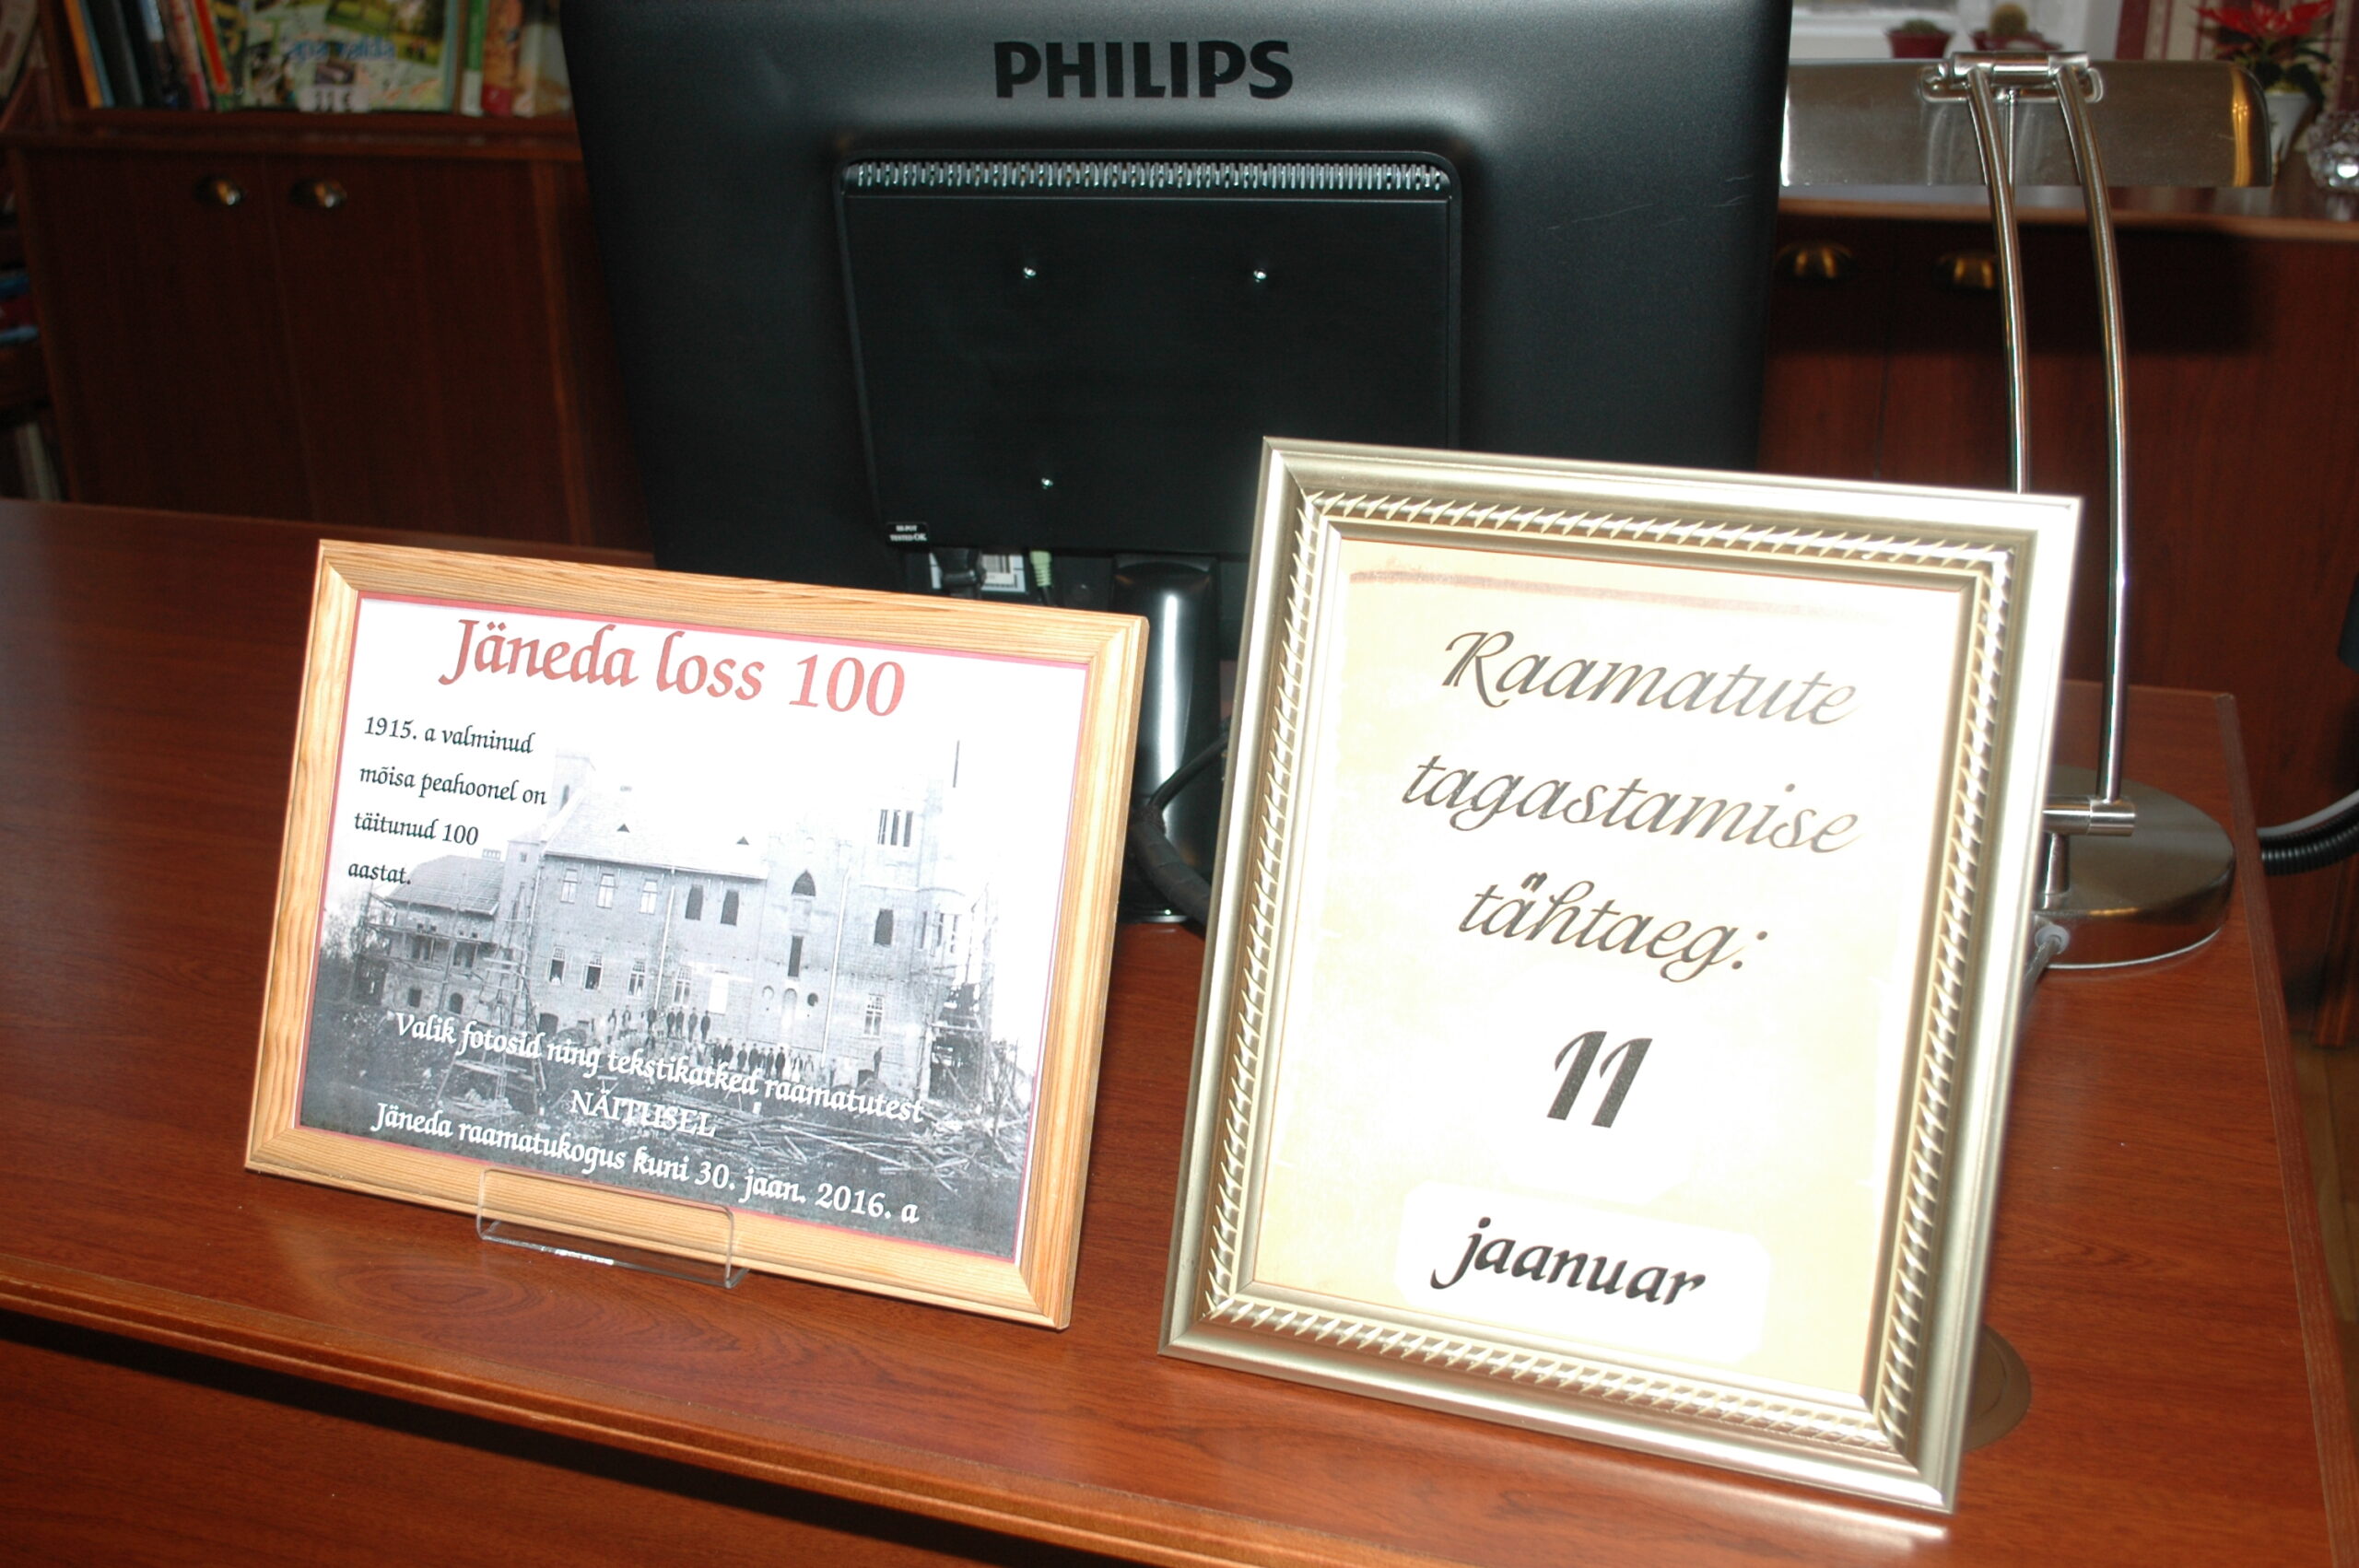 PHILIPS
Jäneda loss 100
1915. a valminud
mõisa peahoonel on
täitunud 100
aastat.
Valik fotosid ning tekstikatked raamatutest
NÄITUSEL
Jäneda raamatukogus kuni 30. jaan. 2016. a
Raamatute
tagastamise
tähtaeg:
11
jaanuar